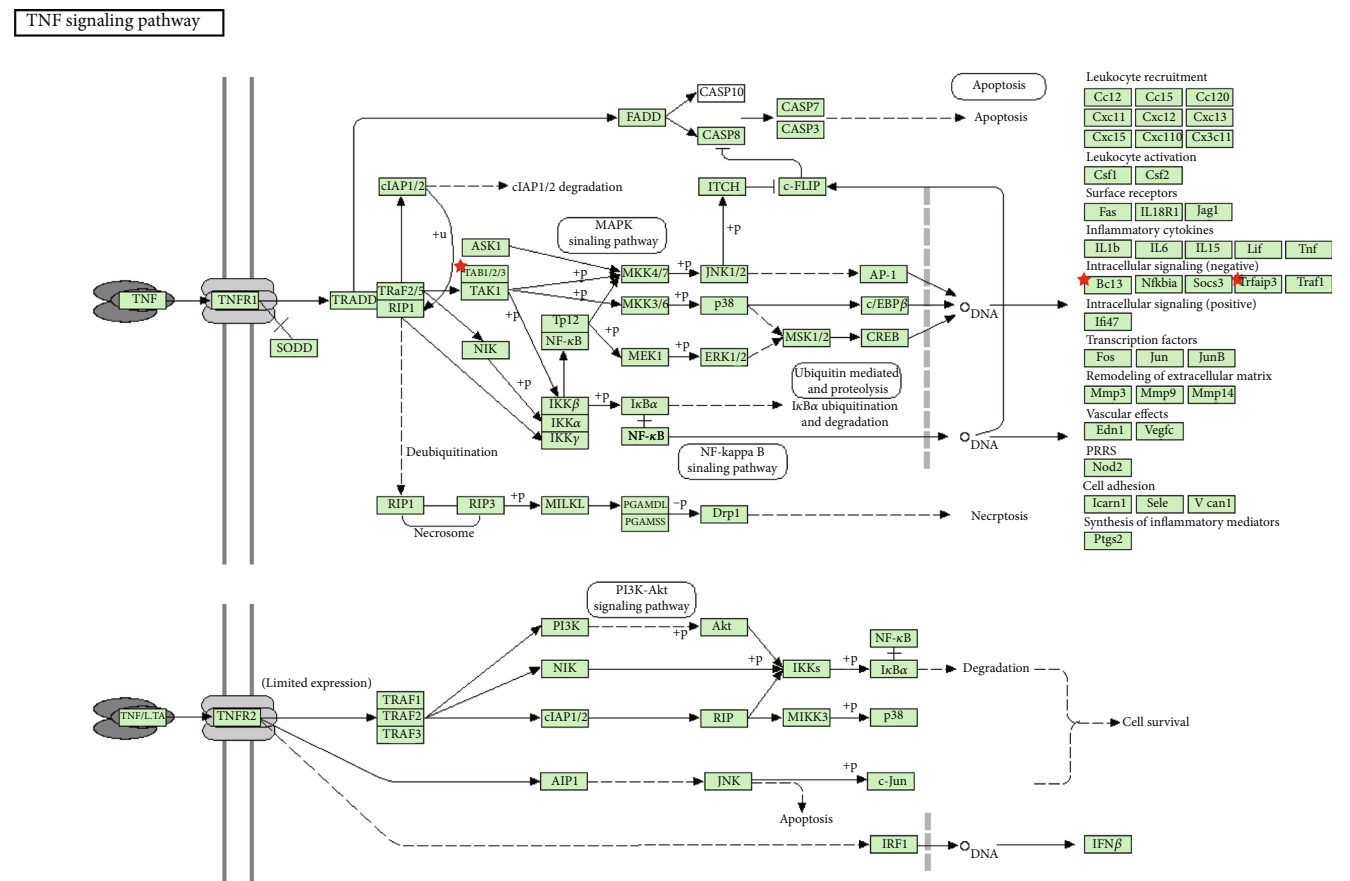 TNF signaling pathway
Apoptosis
CASP10
FADD
CASP8
CASP7
CASP3
Apoptosis
cIAP1/2
cIAP1/2 degradation
ITCH
c-FLIP
+u
MAPK
sinaling pathway
+p
ASK1
TAB1/2/3
TAK1
+p
+p
+p
MKK4/7
+p
JNK1/2
AP-1
TNF
TNFR1
TRADD
TRaF2/5
RIP1
MKK3/6
+p
p38
c/EBPβ
DNA
SODD
NIK
Tp12
NF-κB
+p
MEK1
+p
ERK1/2
MSK1/2
CREB
+p
Ubiquitin mediated
and proteolysis
IKKβ
IKKα
IKKγ
+p
IκBα
IκBα ubiquitination
and degradation
NF-κB
DNA
Deubiquitination
NF-kappa B
sinaling pathway
RIP1
RIP3
+p
MILKL
PGAMDL
PGAMSS
−p
Drp1
Necrptosis
Necrosome
Leukocyte recruitment
Cc12 Cc15 Cc120
Cxc11 Cxc12 Cxc13
Cxc15 Cxc110 Cx3c11
Leukocyte activation
Csf1 Csf2
Surface receptors
Fas IL18R1 Jag1
Inflammatory cytokines
IL1b IL6 IL15 Lif Tnf
Intracellular signaling (negative)
Bc13 Nfkbia Socs3 Trfaip3 Traf1
Intracellular signaling (positive)
Ifi47
Transcription factors
Fos Jun JunB
Remodeling of extracellular matrix
Mmp3 Mmp9 Mmp14
Vascular effects
Edn1 Vegfc
PRRS
Nod2
Cell adhesion
Icarn1 Sele V can1
Synthesis of inflammatory mediators
Ptgs2
PI3K-Akt
signaling pathway
PI3K
+p
Akt
NF-κB
NIK
+p
IKKs
+p
IκBα
Degradation
(Limited expression)
TNF/L.TA
TNFR2
TRAF1
TRAF2
TRAF3
cIAP1/2
RIP
MIKK3
+p
p38
Cell survival
AIP1
JNK
+p
c-Jun
Apoptosis
IRF1
DNA
IFNβ